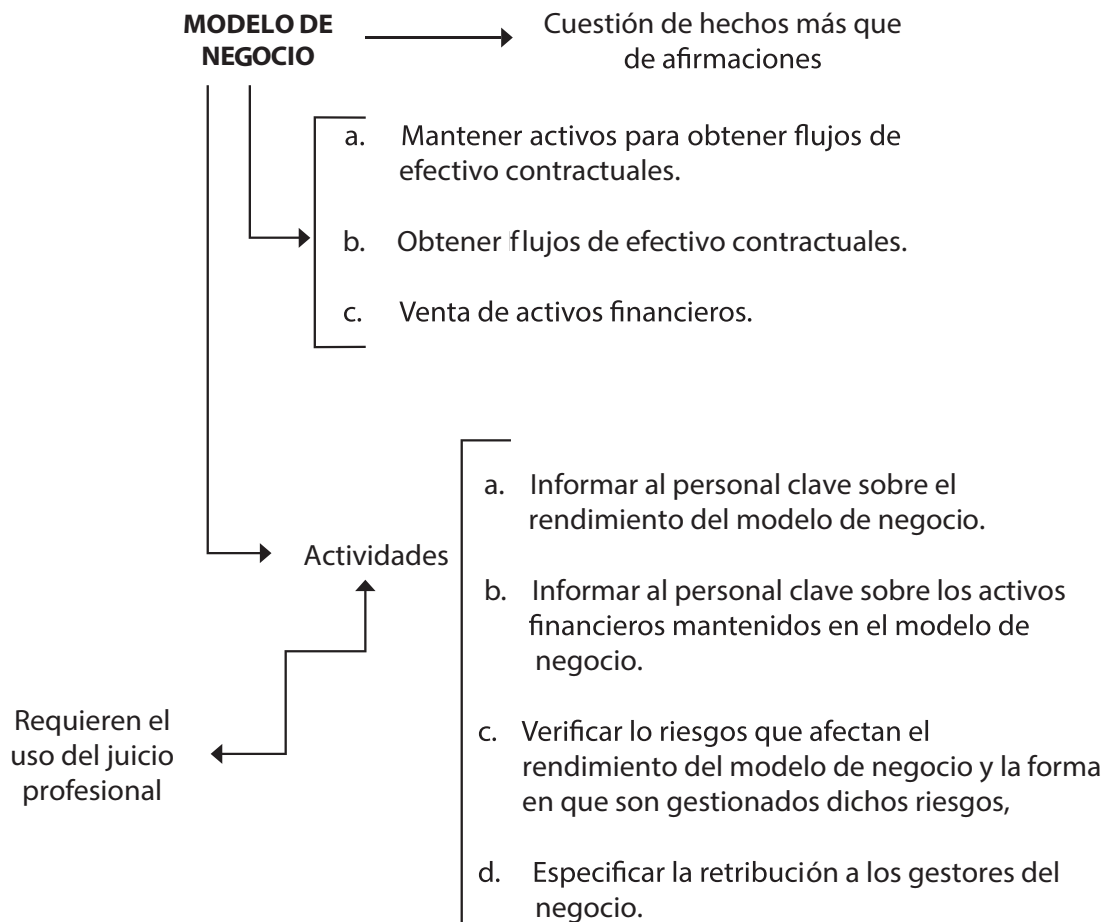 MODELO DE
NEGOCIO
Cuestión de hechos más que
de afirmaciones
a. Mantener activos para obtener flujos de
efectivo contractuales.
b. Obtener flujos de efectivo contractuales.
c. Venta de activos financieros.
Actividades
a. Informar al personal clave sobre el
rendimiento del modelo de negocio.
b. Informar al personal clave sobre los activos
financieros mantenidos en el modelo de
negocio.
c. Verificar lo riesgos que afectan el
rendimiento del modelo de negocio y la forma
en que son gestionados dichos riesgos,
d. Especificar la retribución a los gestores del
negocio.
Requieren el
uso del juicio
profesional